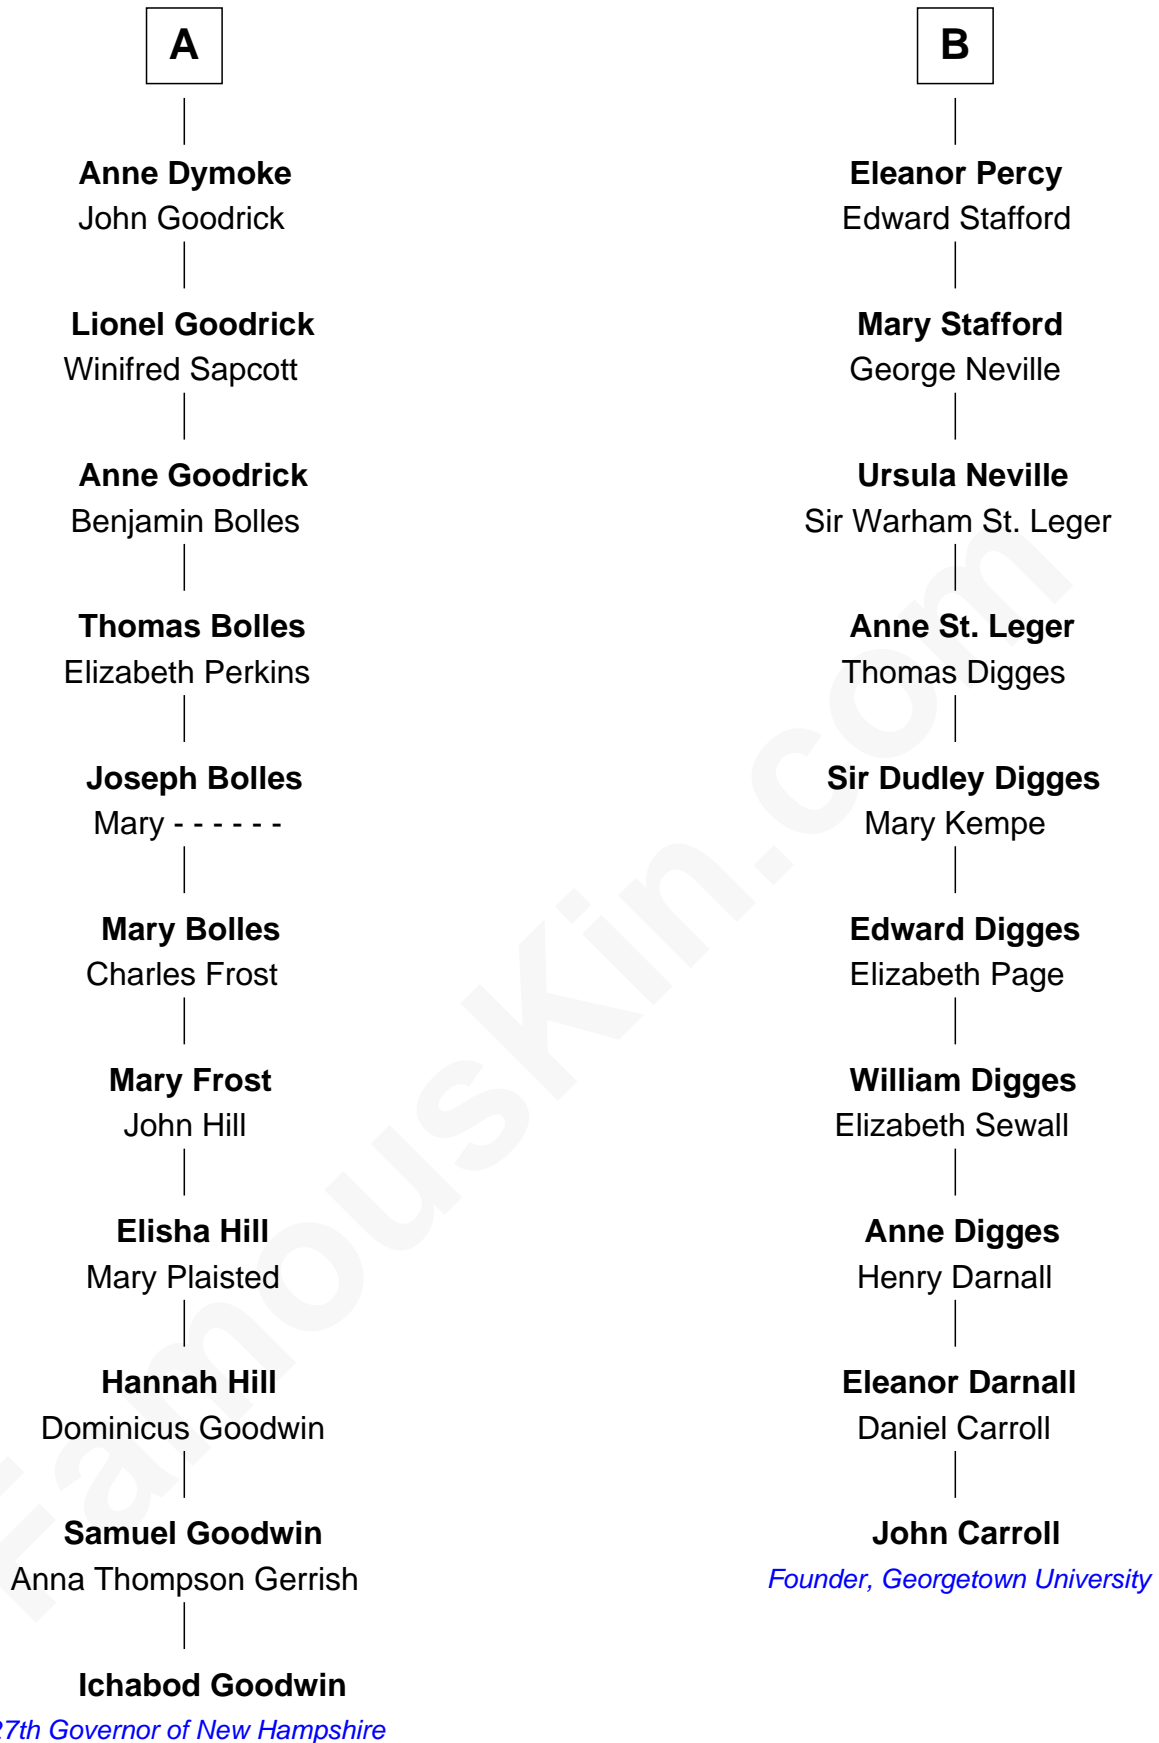 A
Anne Dymoke
John Goodrick
Lionel Goodrick
Winifred Sapcott
Anne Goodrick
Benjamin Bolles
Thomas Bolles
Elizabeth Perkins
Joseph Bolles
Mary - - - - - -
Mary Bolles
Charles Frost
Mary Frost
John Hill
Elisha Hill
Mary Plaisted
Hannah Hill
Dominicus Goodwin
Samuel Goodwin
Anna Thompson Gerrish
Ichabod Goodwin
27th Governor of New Hampshire
B
Eleanor Percy
Edward Stafford
Mary Stafford
George Neville
Ursula Neville
Sir Warham St. Leger
Anne St. Leger
Thomas Digges
Sir Dudley Digges
Mary Kempe
Edward Digges
Elizabeth Page
William Digges
Elizabeth Sewall
Anne Digges
Henry Darnall
Eleanor Darnall
Daniel Carroll
John Carroll
Founder, Georgetown University
FamousKin.com